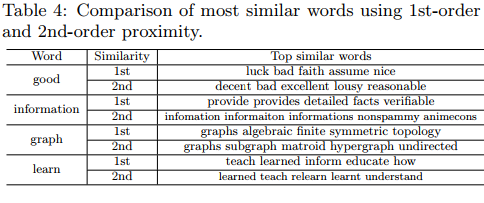 Table 4: Comparison of most similar words using 1st-order
and 2nd-order proximity.
Word Similarity Top similar words
good 1st luck bad faith assume nice
2nd decent bad excellent lousy reasonable
information 1st provide provides detailed facts verifiable
2nd infomation informaiton informations nonspammy animecons
graph 1st graphs algebraic finite symmetric topology
2nd graphs subgraph matroid hypergraph undirected
learn 1st teach learned inform educate how
2nd learned teach relearn learnt understand